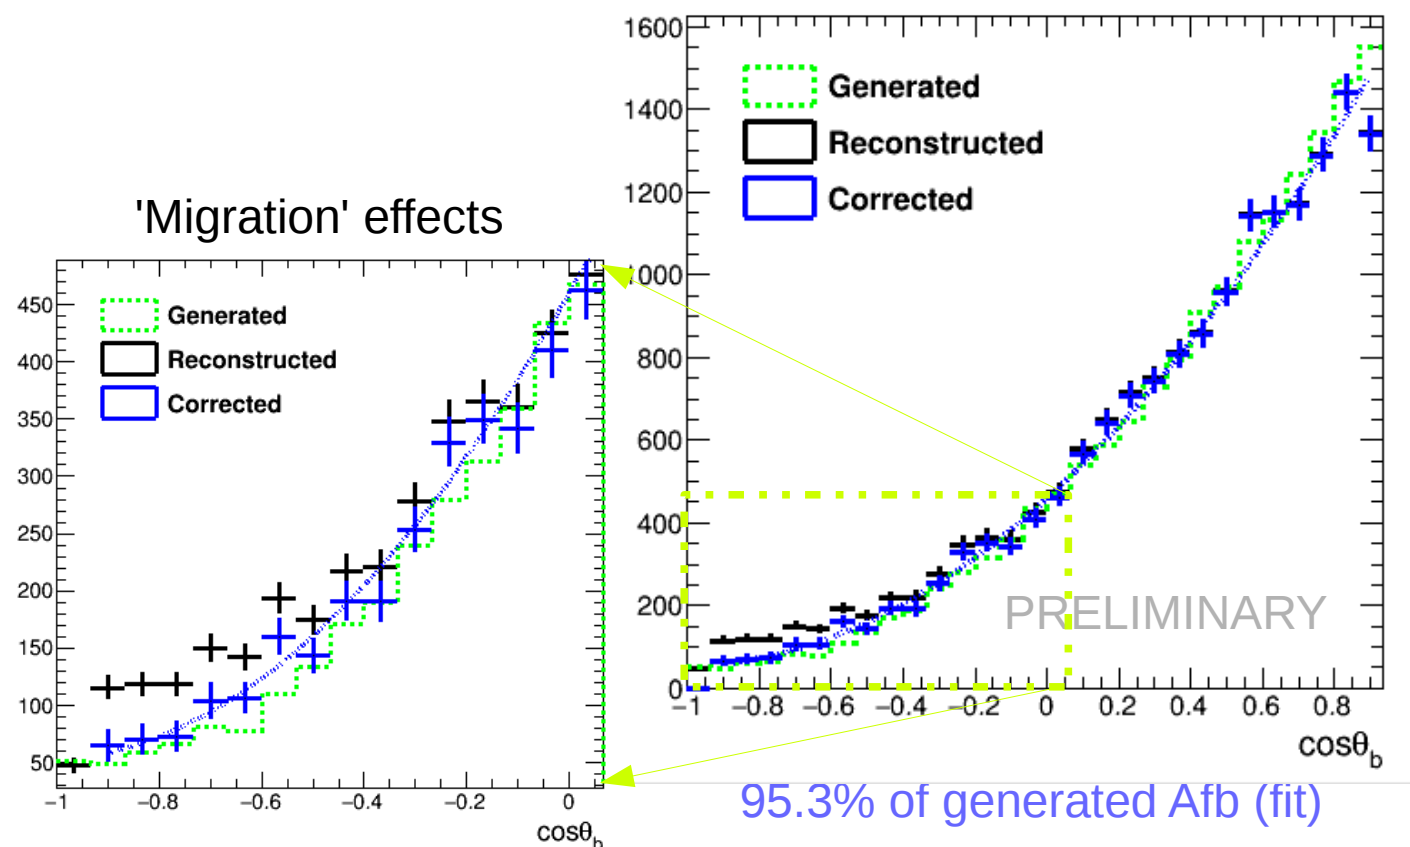 'Migration' effects
450
400
350
300
250
200
150
100
50
Generated
Reconstructed
Corrected
−1 −0.8 −0.6 −0.4 −0.2 0
cosθb
1600
1400
1200
1000
800
600
400
200
0
Generated
Reconstructed
Corrected
PRELIMINARY
−1 −0.8 −0.6 −0.4 −0.2 0 0.2 0.4 0.6 0.8
cosθb
95.3% of generated Afb (fit)